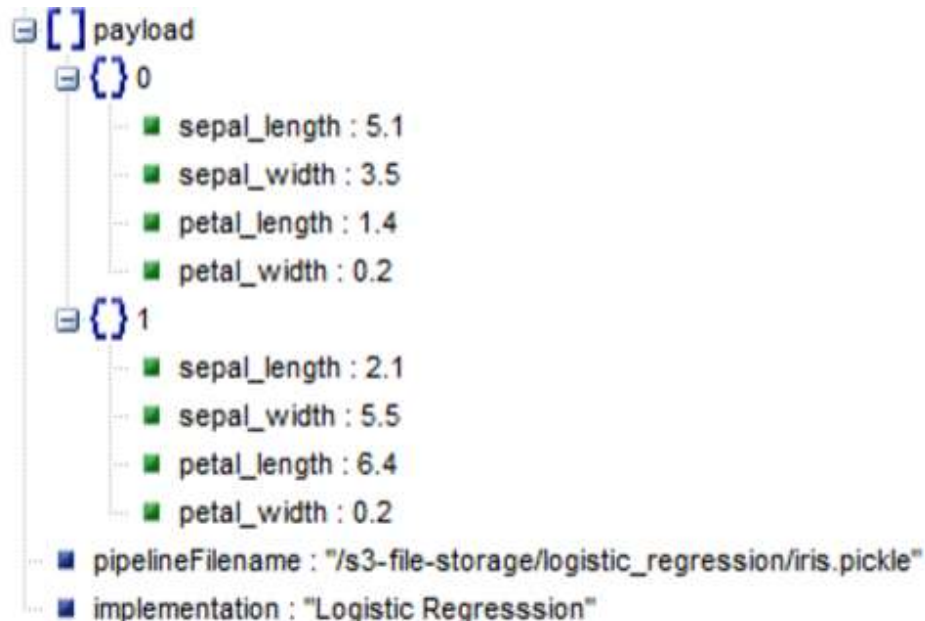 [ ] payload
{ } 0
sepal_length : 5.1
sepal_width : 3.5
petal_length : 1.4
petal_width : 0.2
{ } 1
sepal_length : 2.1
sepal_width : 5.5
petal_length : 6.4
petal_width : 0.2
pipelineFilename : "/s3-file-storage/logistic_regression/iris.pickle"
implementation : "Logistic Regresssion"